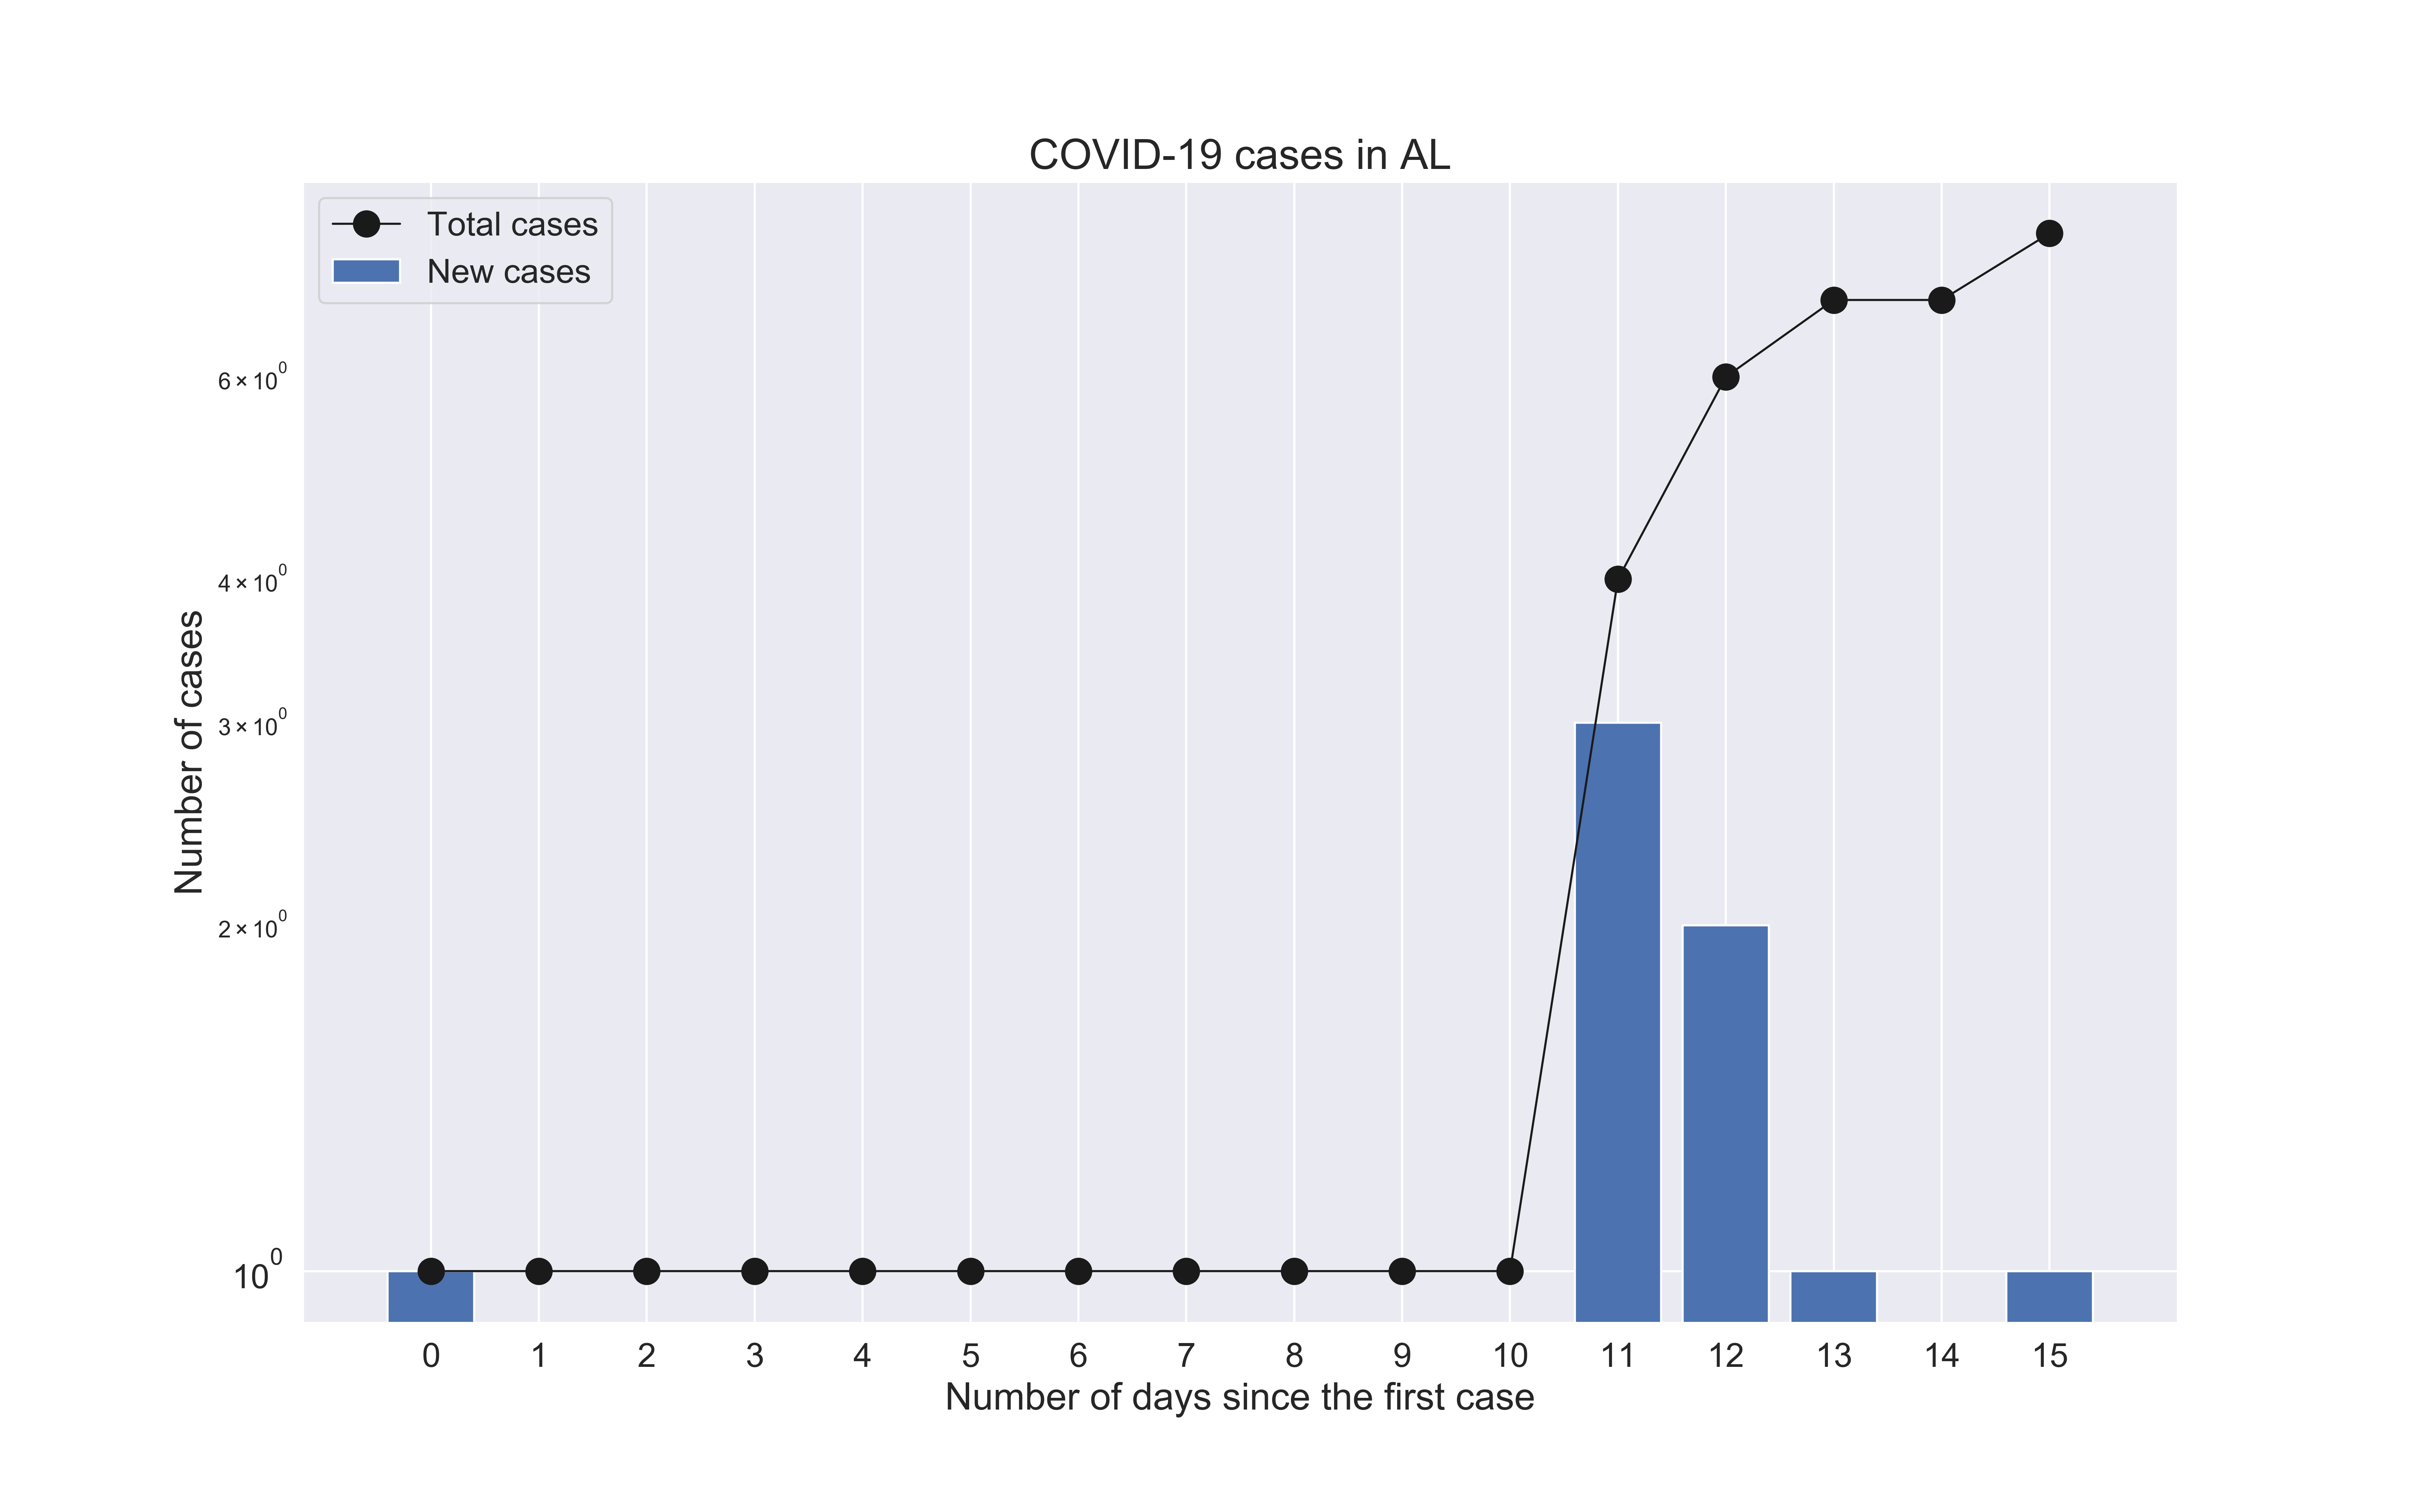 COVID-19 cases in AL
Total cases
New cases
6 × 10⁰
4 × 10⁰
3 × 10⁰
2 × 10⁰
10⁰
Number of cases
0 1 2 3 4 5 6 7 8 9 10 11 12 13 14 15
Number of days since the first case